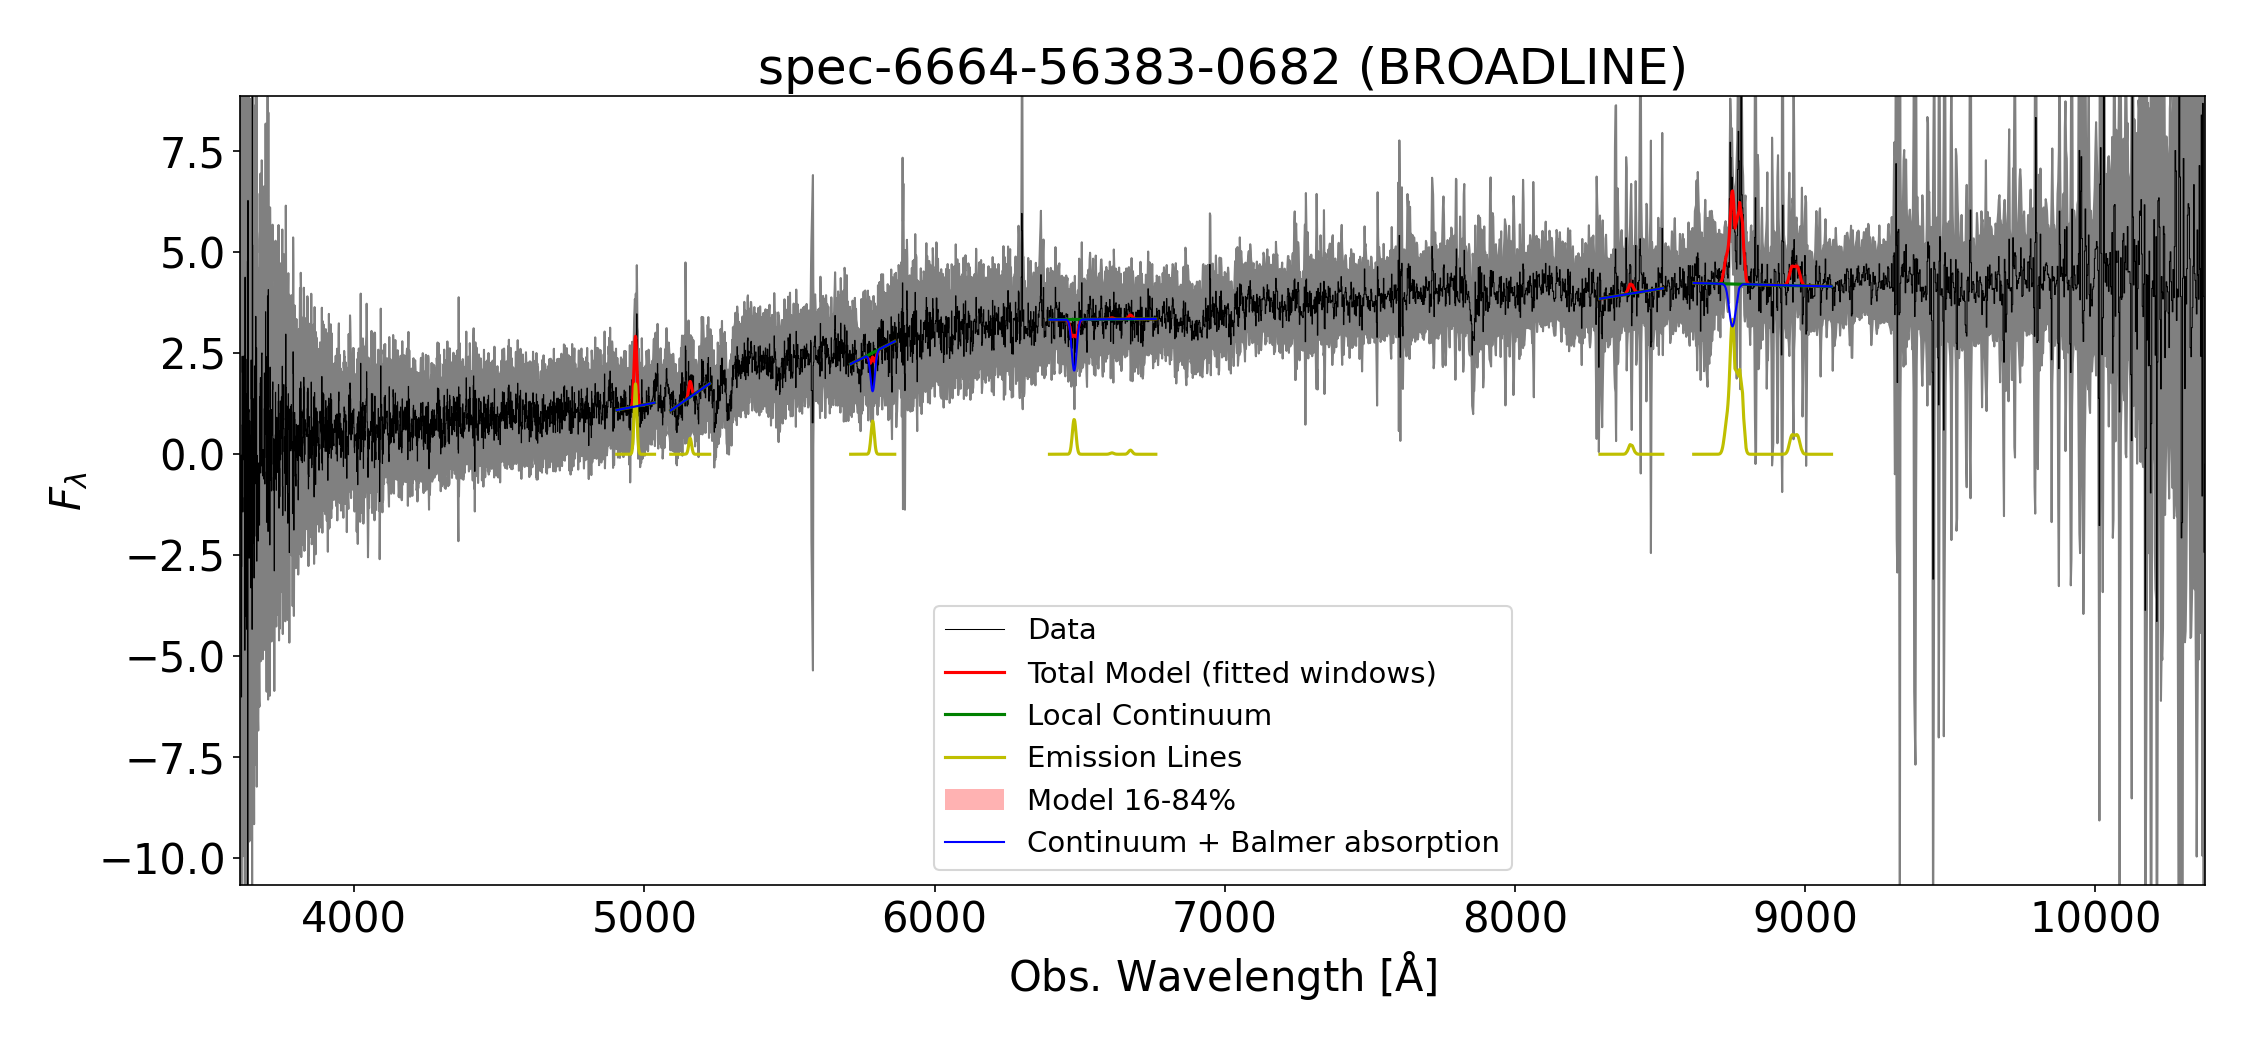 spec-6664-56383-0682 (BROADLINE)
7.5
5.0
2.5
0.0
−2.5
−5.0
−7.5
−10.0
Fλ
Data
Total Model (fitted windows)
Local Continuum
Emission Lines
Model 16-84%
Continuum + Balmer absorption
4000 5000 6000 7000 8000 9000 10000
Obs. Wavelength [Å]